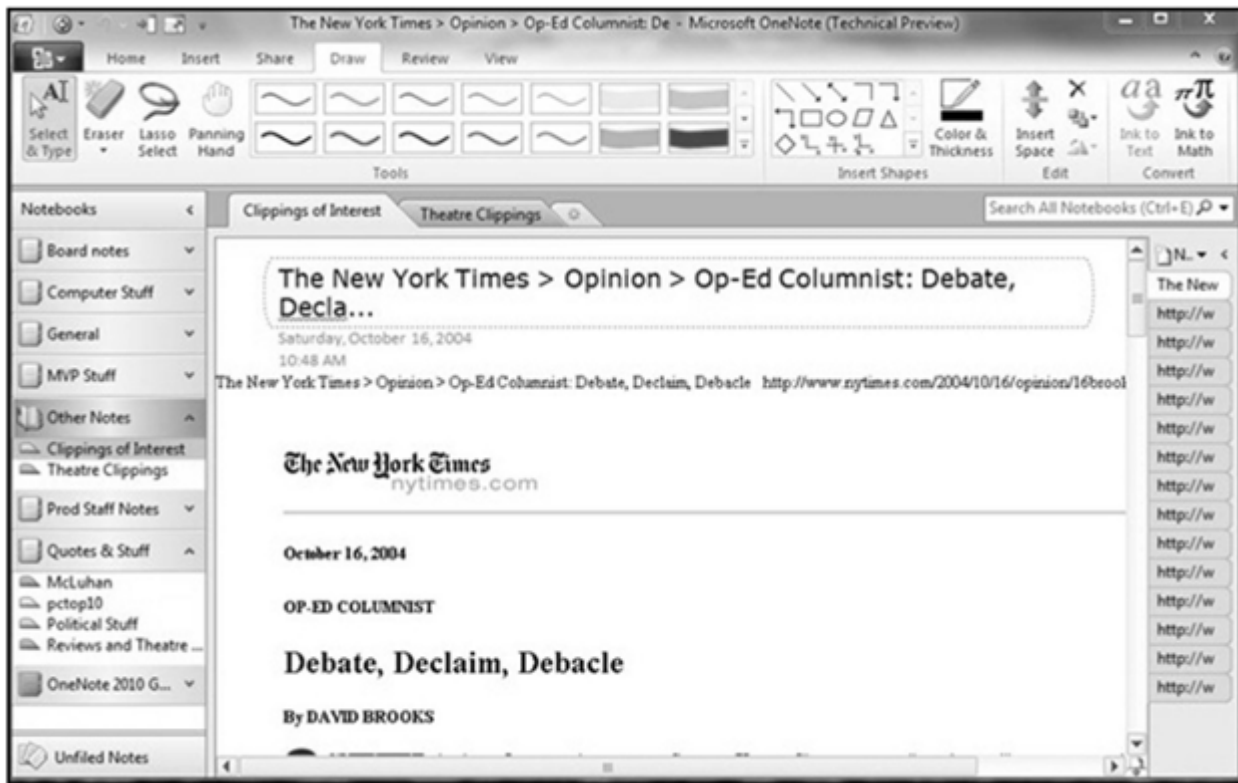 The New York Times > Opinion > Op-Ed Columnist: De - Microsoft OneNote (Technical Preview)
Home Insert Share Draw Review View
Select & Type
Eraser
Lasso Select
Panning Hand
Color & Thickness
Insert Space
Ink to Text
Ink to Math
Tools Insert Shapes Edit Convert
Notebooks
Clippings of Interest
Theatre Clippings
Search All Notebooks (Ctrl+E)
Board notes
Computer Stuff
General
MVP Stuff
Other Notes
Clippings of Interest
Theatre Clippings
Prod Staff Notes
Quotes & Stuff
McLuhan
pctop10
Political Stuff
Reviews and Theatre ...
OneNote 2010 G...
Unfiled Notes
The New York Times > Opinion > Op-Ed Columnist: Debate,
Decla...
Saturday, October 16, 2004
10:48 AM
The New York Times > Opinion > Op-Ed Columnist: Debate, Declaim, Debacle http://www.nytimes.com/2004/10/16/opinion/16brool
The New York Times
nytimes.com
October 16, 2004
OP-ED COLUMNIST
Debate, Declaim, Debacle
By DAVID BROOKS
N..
The New
http://w
http://w
http://w
http://w
http://w
http://w
http://w
http://w
http://w
http://w
http://w
http://w
http://w
http://w